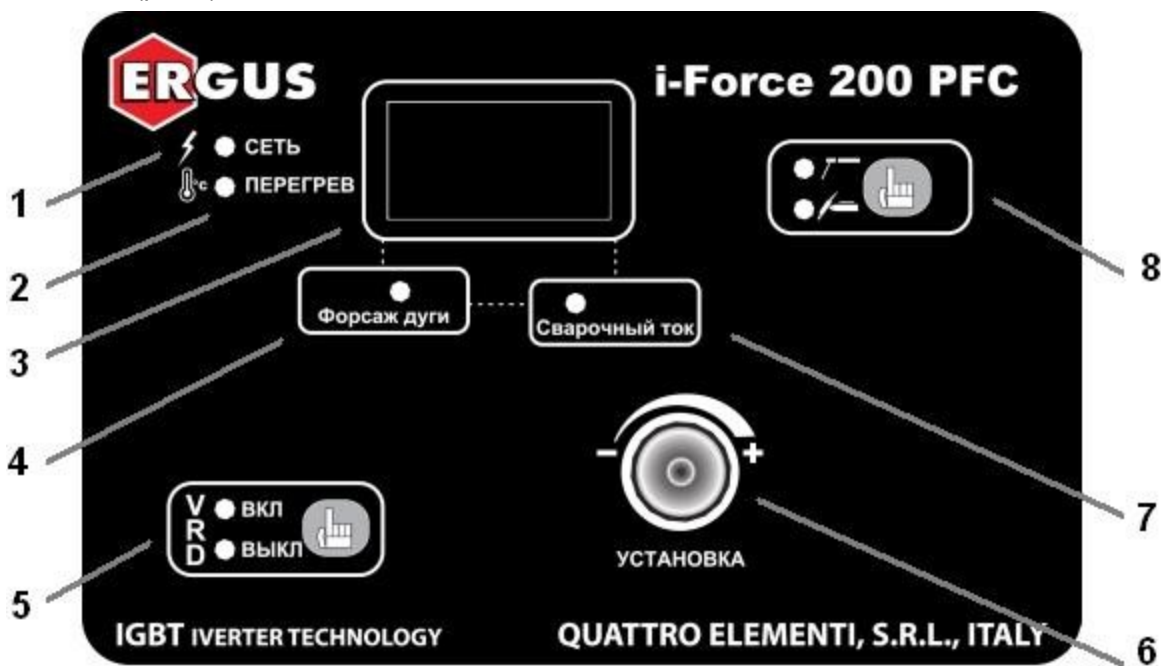 ERGUS
i-Force 200 PFC
СЕТЬ
°c ПЕРЕГРЕВ
1
2
3
8
Форсаж дуги
Сварочный ток
4
7
VRD
ВКЛ
ВЫКЛ
- +
УСТАНОВКА
5
6
IGBT IVERTER TECHNOLOGY
QUATTRO ELEMENTI, S.R.L., ITALY